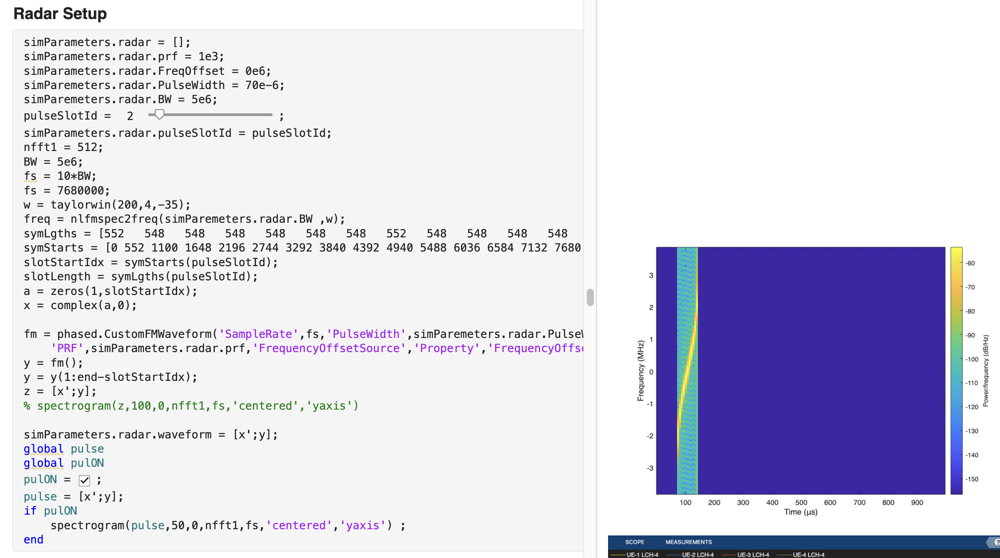 Radar Setup
simParameters.radar = [];
simParameters.radar.prf = 1e3;
simParameters.radar.FreqOffset = 0e6;
simParemeters.radar.PulseWidth = 70e-6;
simParemeters.radar.BW = 5e6;
pulseSlotId = 2 ;
simParameters.radar.pulseSlotId = pulseSlotId;
nfft1 = 512;
BW = 5e6;
fs = 10*BW;
fs = 7680000;
w = taylorwin(200,4,-35);
freq = nlfmspec2freq(simParemeters.radar.BW ,w);
symLgths = [552 548 548 548 548 548 548 552 548 548 548 548
symStarts = [0 552 1100 1648 2196 2744 3292 3840 4392 4940 5488 6036 6584 7132 7680
slotStartIdx = symStarts(pulseSlotId);
slotLength = symLgths(pulseSlotId);
a = zeros(1,slotStartIdx);
x = complex(a,0);
fm = phased.CustomFMWaveform('SampleRate',fs,'PulseWidth',simParemeters.radar.Pulse
'PRF',simParameters.radar.prf,'FrequencyOffsetSource','Property','FrequencyOffs
y = fm();
y = y(1:end-slotStartIdx);
z = [x';y];
% spectrogram(z,100,0,nfft1,fs,'centered','yaxis')
simParameters.radar.waveform = [x';y];
global pulse
global pulON
pulON = ;
pulse = [x';y];
if pulON
spectrogram(pulse,50,0,nfft1,fs,'centered','yaxis') ;
end
Frequency (MHz)
3
2
1
0
-1
-2
-3
100 200 300 400 500 600 700 800 900
Time (μs)
-60
-70
-80
-90
-100
-110
-120
-130
-140
-150
Power/frequency (dB/Hz)
SCOPE MEASUREMENTS ?
UE-1 LCH-4 UE-2 LCH-4 UE-3 LCH-4 UE-4 LCH-4